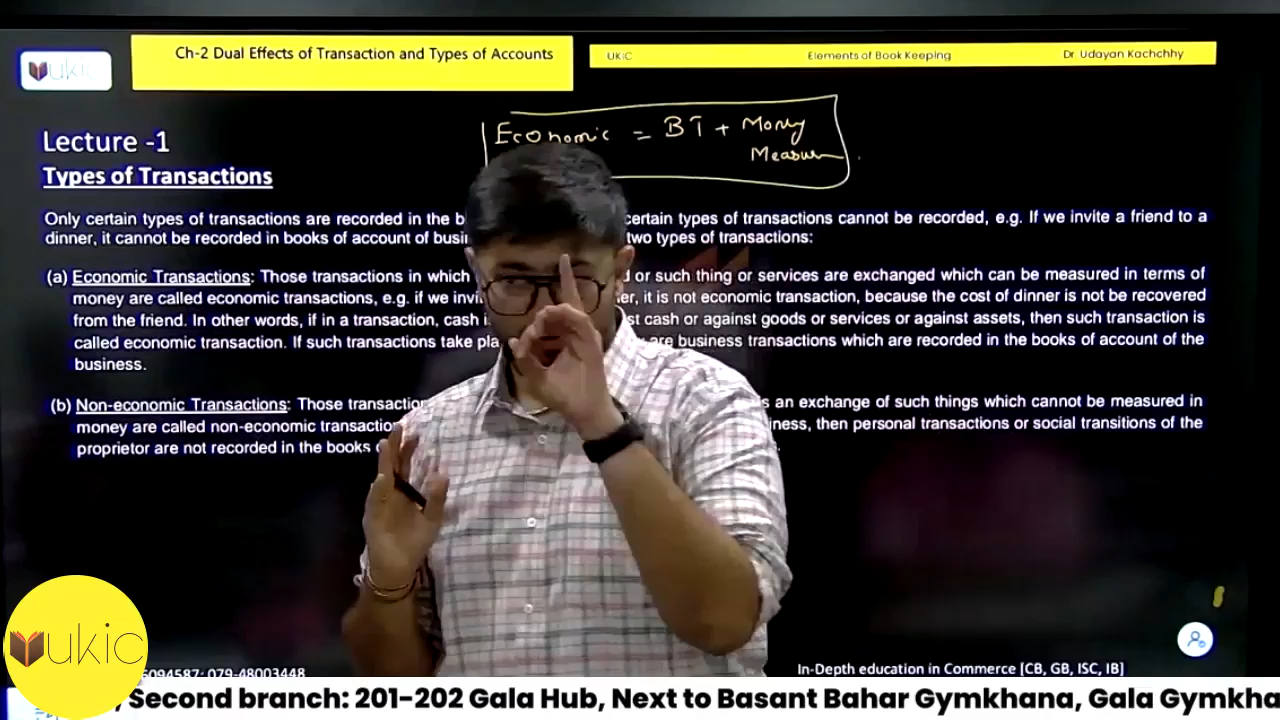 ukic
Ch-2 Dual Effects of Transaction and Types of Accounts
UKIC Elements of Book Keeping Dr. Udayan Kachchhy
Economic = BT + Money
Measum
Lecture -1
Types of Transactions
Only certain types of transactions are recorded in the b certain types of transactions cannot be recorded, e.g. If we invite a friend to a
dinner, it cannot be recorded in books of account of busi two types of transactions:
(a) Economic Transactions: Those transactions in which or such thing or services are exchanged which can be measured in terms of
money are called economic transactions, e.g. if we invi it is not economic transaction, because the cost of dinner is not be recovered
from the friend. In other words, if in a transaction, cash cash or against goods or services or against assets, then such transaction is
called economic transaction. If such transactions take pla are business transactions which are recorded in the books of account of the
business.
(b) Non-economic Transactions: Those is an exchange of such things which cannot be measured in
money are called non-economic then personal transactions or social transitions of the
proprietor are not recorded in the books
ukic
6094587; 079-48003448
In-Depth education in Commerce [CB, GB, ISC, IB]
Second branch: 201-202 Gala Hub, Next to Basant Bahar Gymkhana, Gala Gymkha